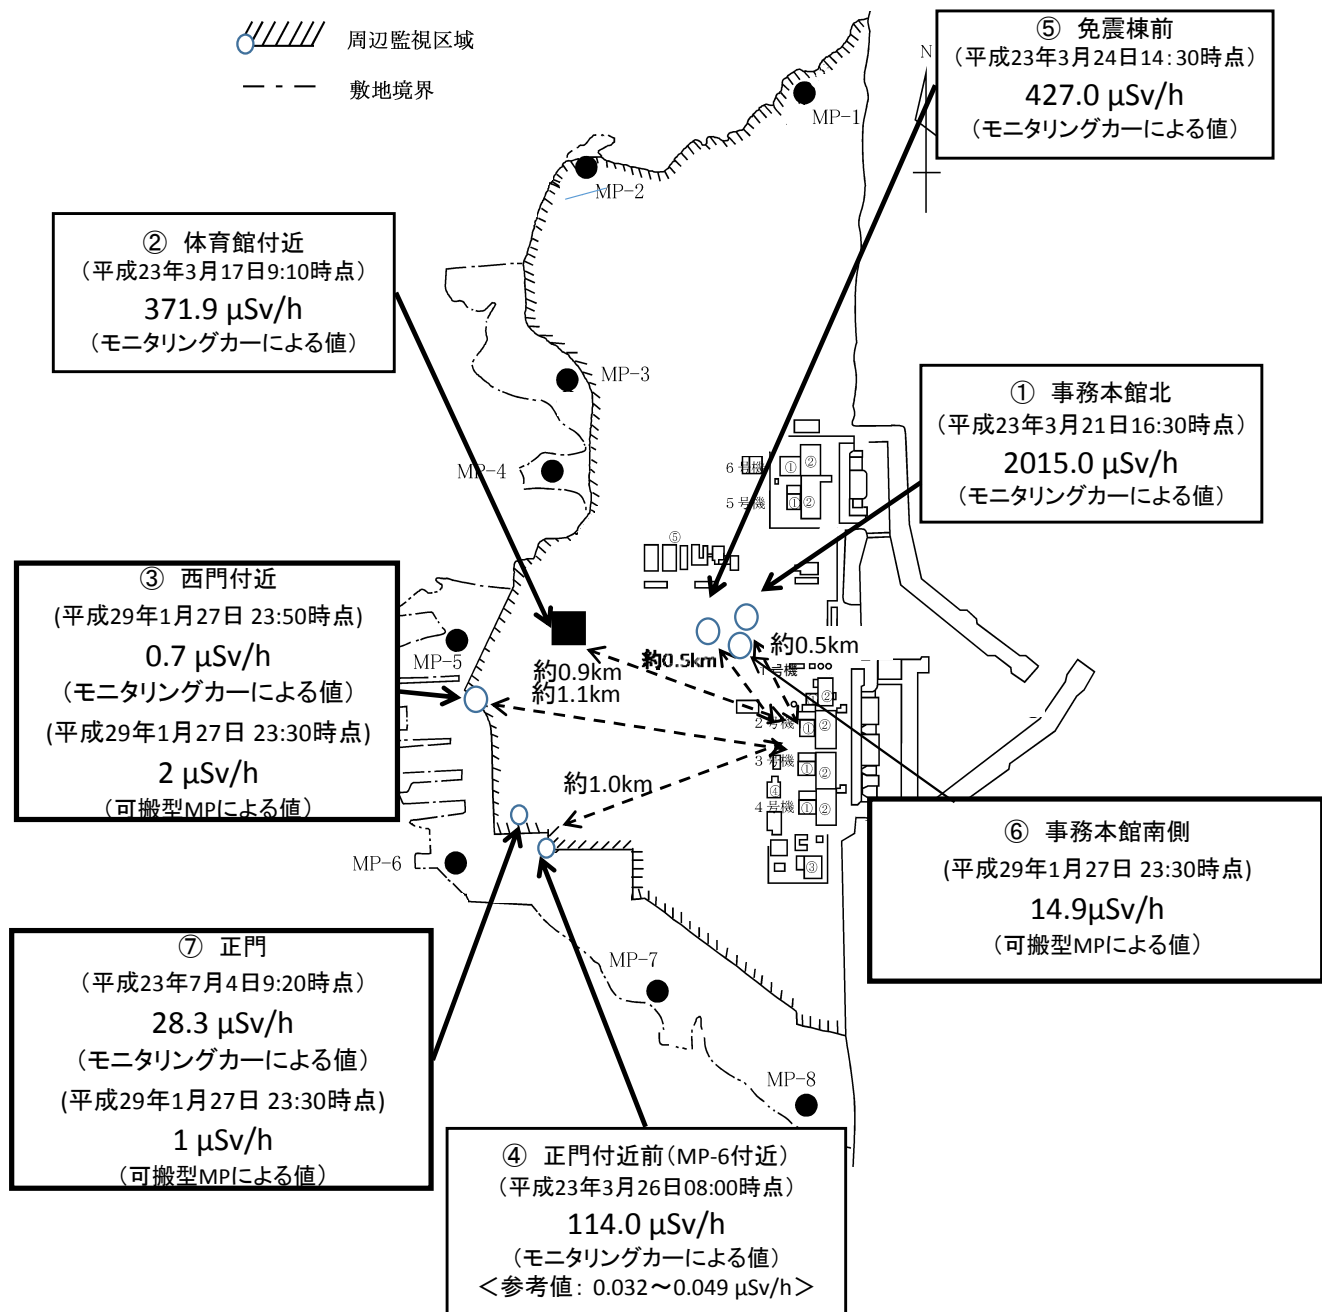 周辺監視区域
敷地境界
⑤ 免震棟前
(平成23年3月24日14:30時点)
427.0 μSv/h
(モニタリングカーによる値)
N
MP-1
MP-2
② 体育館付近
(平成23年3月17日9:10時点)
371.9 μSv/h
(モニタリングカーによる値)
MP-3
① 事務本館北
(平成23年3月21日16:30時点)
2015.0 μSv/h
(モニタリングカーによる値)
MP-4
6号機
① ②
5号機
① ②
⑤
③ 西門付近
(平成29年1月27日 23:50時点)
0.7 μSv/h
(モニタリングカーによる値)
(平成29年1月27日 23:30時点)
2 μSv/h
(可搬型MPによる値)
MP-5
約0.9km
約1.1km
約0.5km
約0.5km
1号機
②
2号機
① ②
3号機
① ②
④
4号機
① ②
③
約1.0km
MP-6
⑥ 事務本館南側
(平成29年1月27日 23:30時点)
14.9μSv/h
(可搬型MPによる値)
⑦ 正門
(平成23年7月4日9:20時点)
28.3 μSv/h
(モニタリングカーによる値)
(平成29年1月27日 23:30時点)
1 μSv/h
(可搬型MPによる値)
MP-7
MP-8
④ 正門付近前(MP-6付近)
(平成23年3月26日08:00時点)
114.0 μSv/h
(モニタリングカーによる値)
<参考値: 0.032～0.049 μSv/h>